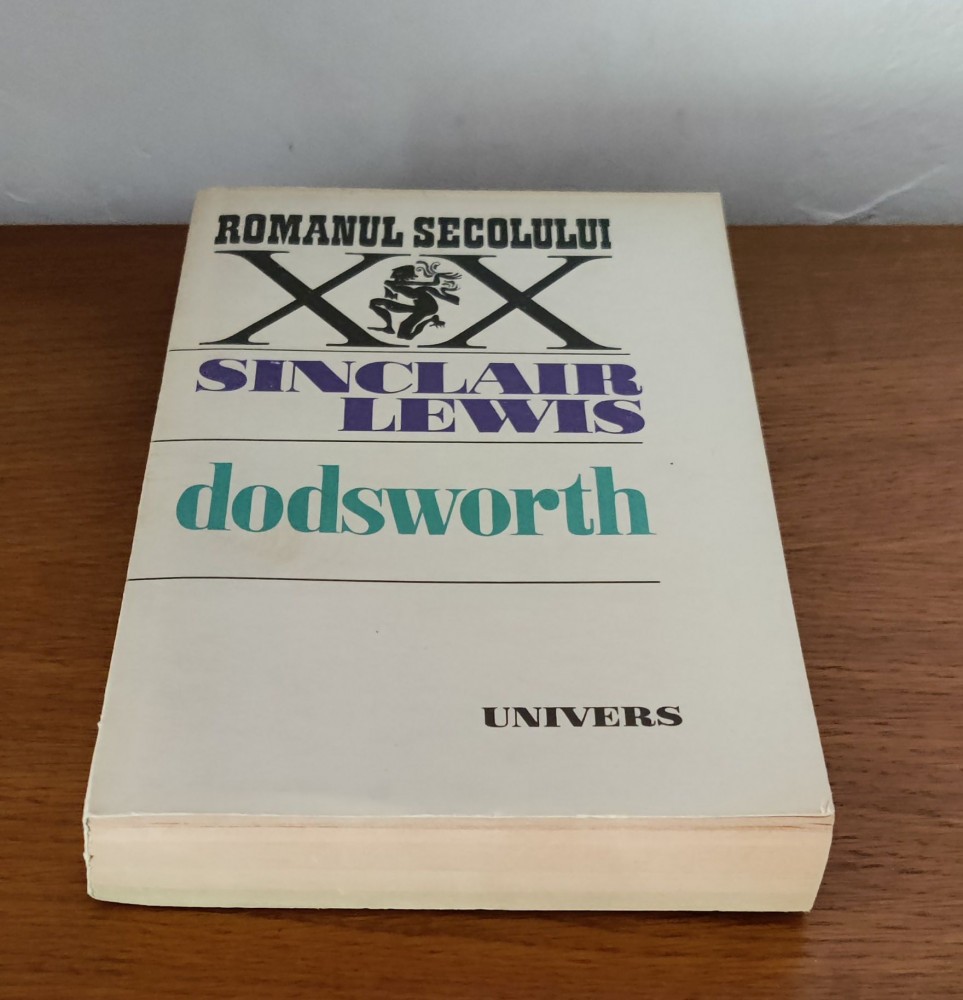 ROMANUL SECOLULUI
XX
SINCLAIR
LEWIS
dodsworth
UNIVERS